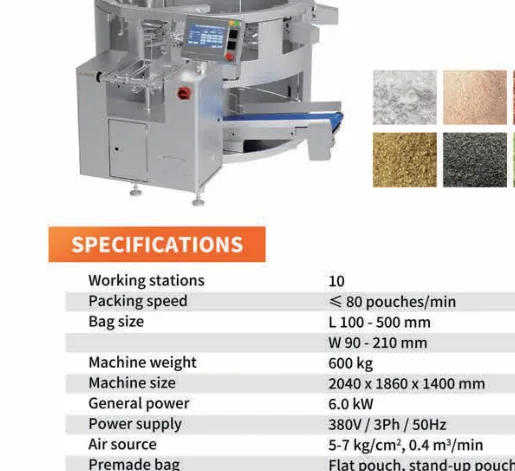 SPECIFICATIONS
Working stations 10
Packing speed ⩽ 80 pouches/min
Bag size L 100 - 500 mm
W 90 - 210 mm
Machine weight 600 kg
Machine size 2040 x 1860 x 1400 mm
General power 6.0 kW
Power supply 380V / 3Ph / 50Hz
Air source 5-7 kg/cm², 0.4 m³/min
Premade bag Flat pouch, stand-up pouch